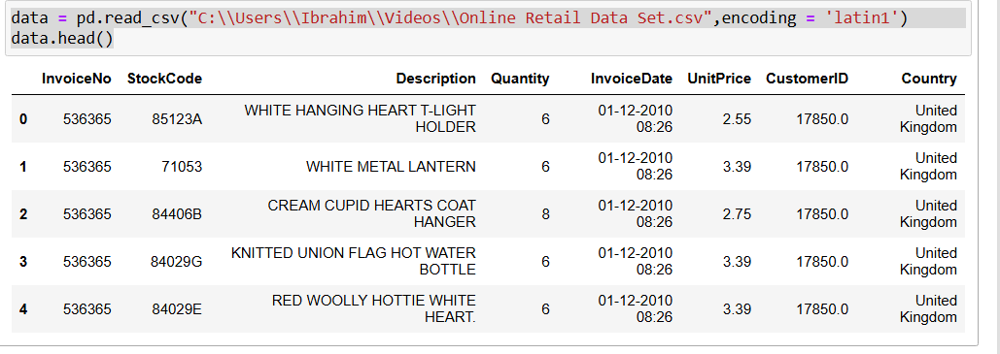 data = pd.read_csv("C:\\Users\\Ibrahim\\Videos\\Online Retail Data Set.csv",encoding = 'latin1')
data.head()
InvoiceNo StockCode Description Quantity InvoiceDate UnitPrice CustomerID Country
0 536365 85123A WHITE HANGING HEART T-LIGHT HOLDER 6 01-12-2010 08:26 2.55 17850.0 United Kingdom
1 536365 71053 WHITE METAL LANTERN 6 01-12-2010 08:26 3.39 17850.0 United Kingdom
2 536365 84406B CREAM CUPID HEARTS COAT HANGER 8 01-12-2010 08:26 2.75 17850.0 United Kingdom
3 536365 84029G KNITTED UNION FLAG HOT WATER BOTTLE 6 01-12-2010 08:26 3.39 17850.0 United Kingdom
4 536365 84029E RED WOOLLY HOTTIE WHITE HEART. 6 01-12-2010 08:26 3.39 17850.0 United Kingdom